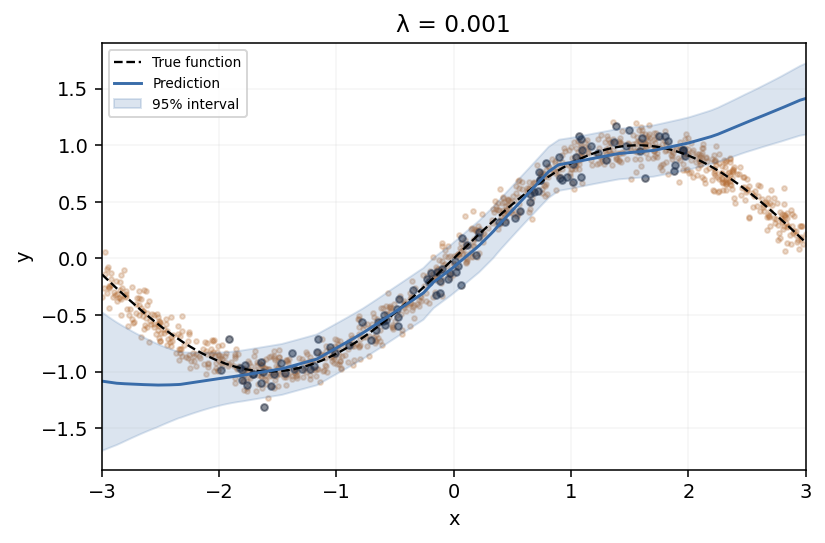 λ = 0.001
True function
Prediction
95% interval
1.5
1.0
0.5
0.0
−0.5
−1.0
−1.5
y
−3 −2 −1 0 1 2 3
x